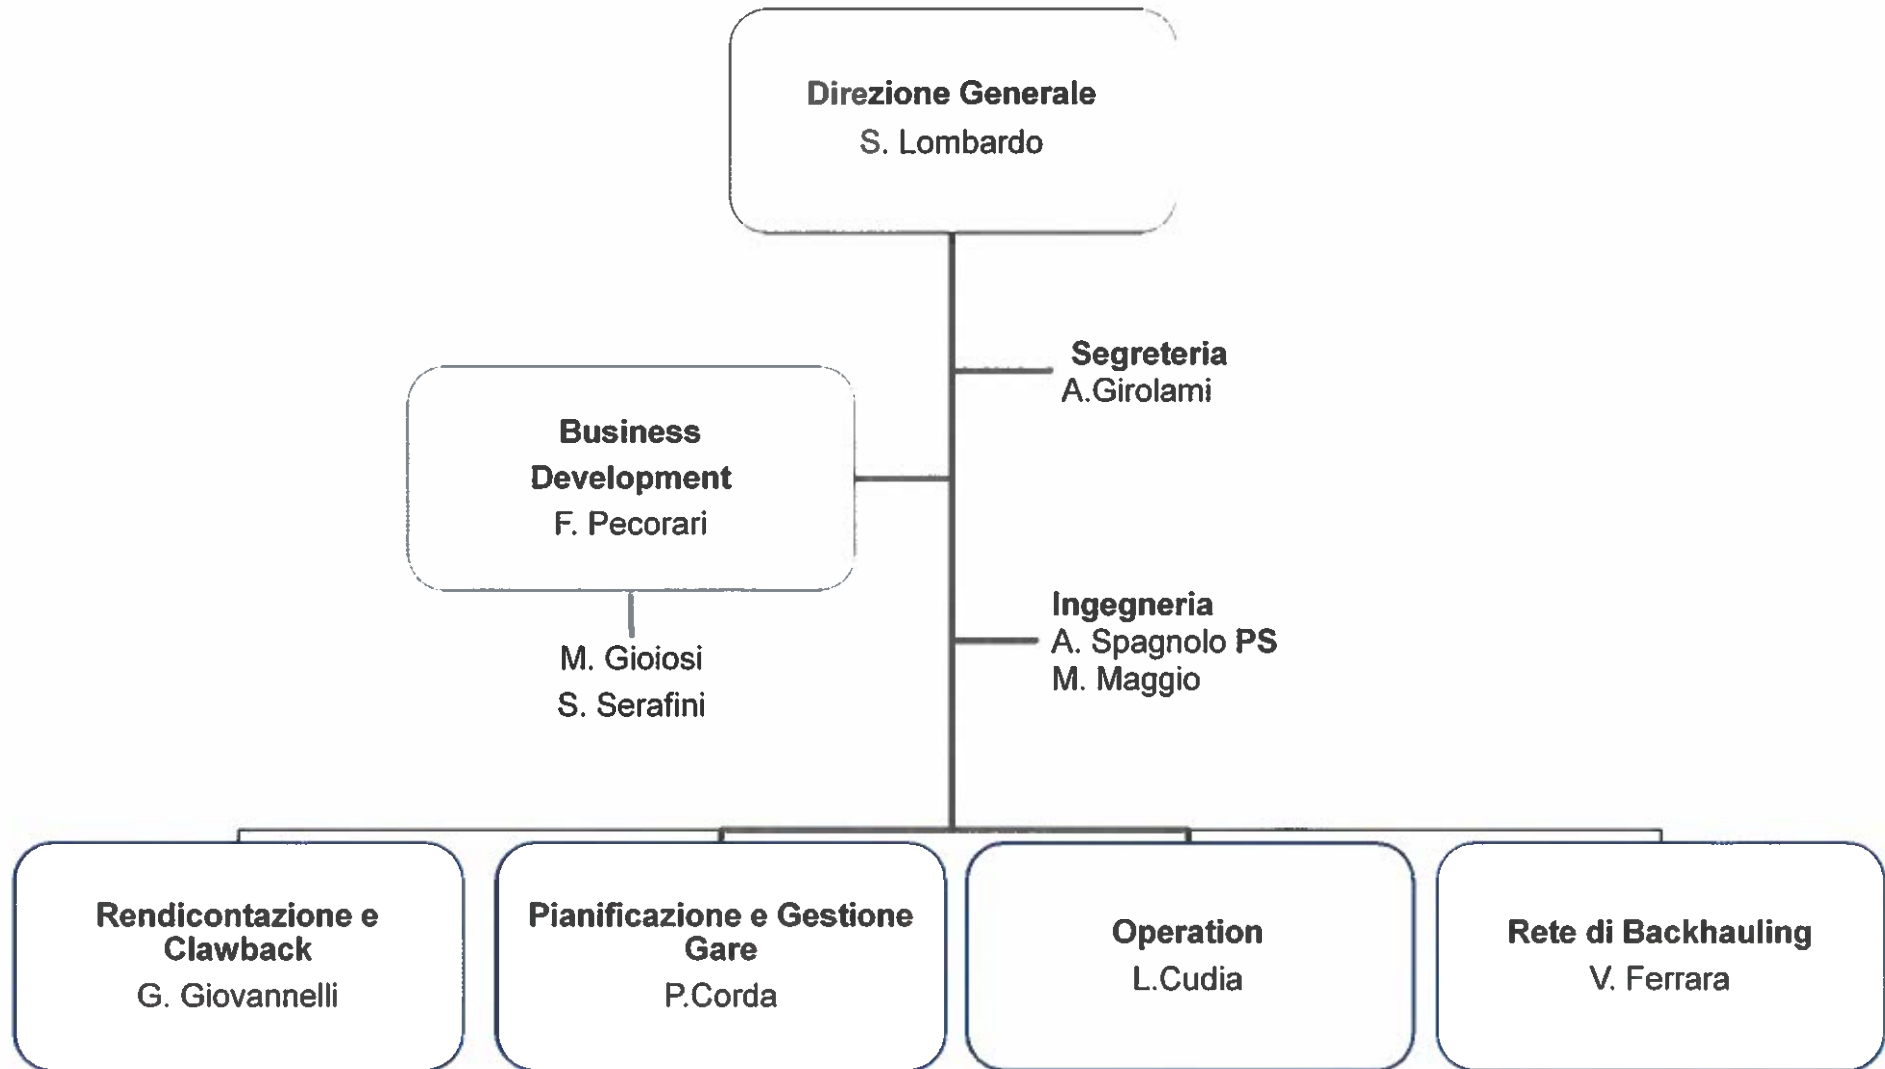 Direzione Generale
S. Lombardo
Segreteria
A.Girolami
Business
Development
F. Pecorari
M. Gioiosi
S. Serafini
Ingegneria
A. Spagnolo PS
M. Maggio
Rendicontazione e
Clawback
G. Giovannelli
Pianificazione e Gestione
Gare
P.Corda
Operation
L.Cudia
Rete di Backhauling
V. Ferrara